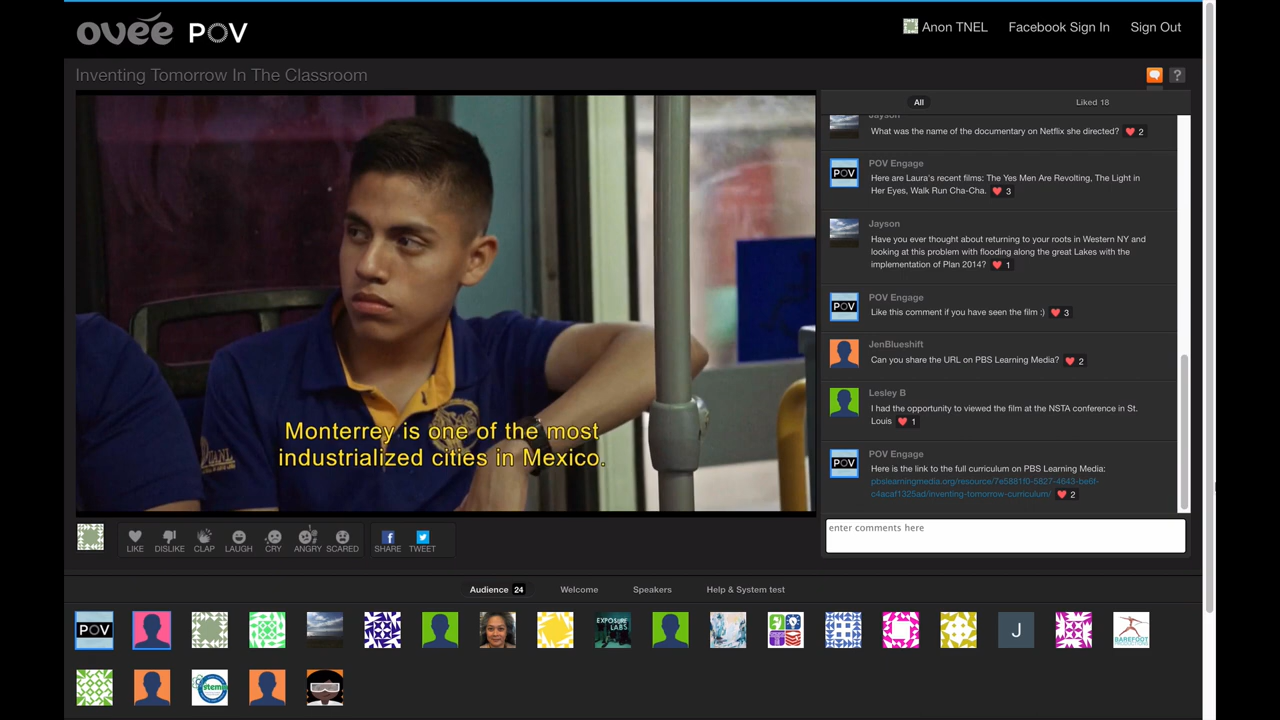 ovee POV
Anon TNEL Facebook Sign In Sign Out
Inventing Tomorrow In The Classroom
?
All Liked 18
Jayson
What was the name of the documentary on Netflix she directed? 2
POV Engage
Here are Laura's recent films: The Yes Men Are Revolting, The Light in
Her Eyes, Walk Run Cha-Cha. 3
Jayson
Have you ever thought about returning to your roots in Western NY and
looking at this problem with flooding along the great Lakes with the
implementation of Plan 2014? 1
POV
POV Engage
Like this comment if you have seen the film :) 3
JenBlueshift
Can you share the URL on PBS Learning Media? 2
Lesley B
I had the opportunity to viewed the film at the NSTA conference in St.
Louis 1
POV
POV Engage
Here is the link to the full curriculum on PBS Learning Media:
pbslearningmedia.org/resource/7e5881f0-5827-4643-be6f-
c4acaf1325ad/inventing-tomorrow-curriculum/ 2
enter comments here
Monterrey is one of the most
industrialized cities in Mexico.
LIKE DISLIKE CLAP LAUGH CRY ANGRY SCARED SHARE TWEET
Audience 24 Welcome Speakers Help & System test
POV
EXPOSURE
LABS
J
BAREFOOT